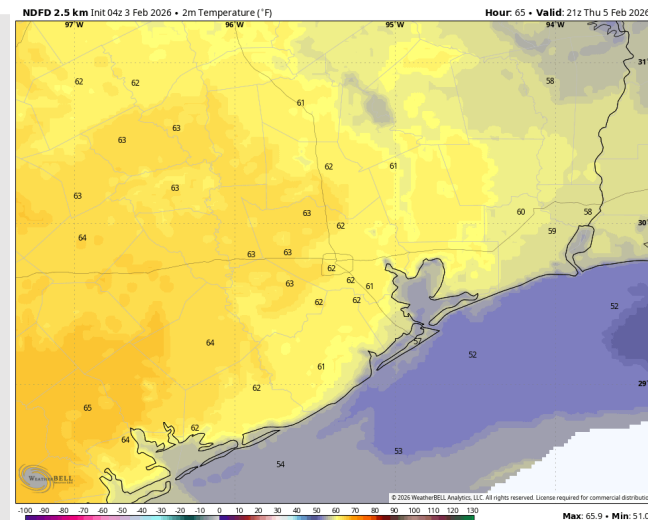 NDFD 2.5 km Init 04z 3 Feb 2026 • 2m Temperature (°F)
Hour: 65 • Valid: 21z Thu 5 Feb 2026
97°W 96°W 95°W 94°W
31°
62 62 58
61
63 63
62 61
63 63
63 60 58
64 62 59
63 63
62
63 62 61
52
62 62
64 57
52
61
62
65
62
64
53
54
30°
29°
WEATHERBELL
© 2026 WeatherBELL Analytics, LLC. All rights reserved. License required for commercial distributio
-100 -90 -80 -70 -60 -50 -40 -30 -20 -10 0 10 20 30 40 50 60 70 80 90 100 110 120 130
Max: 65.9 • Min: 51.0